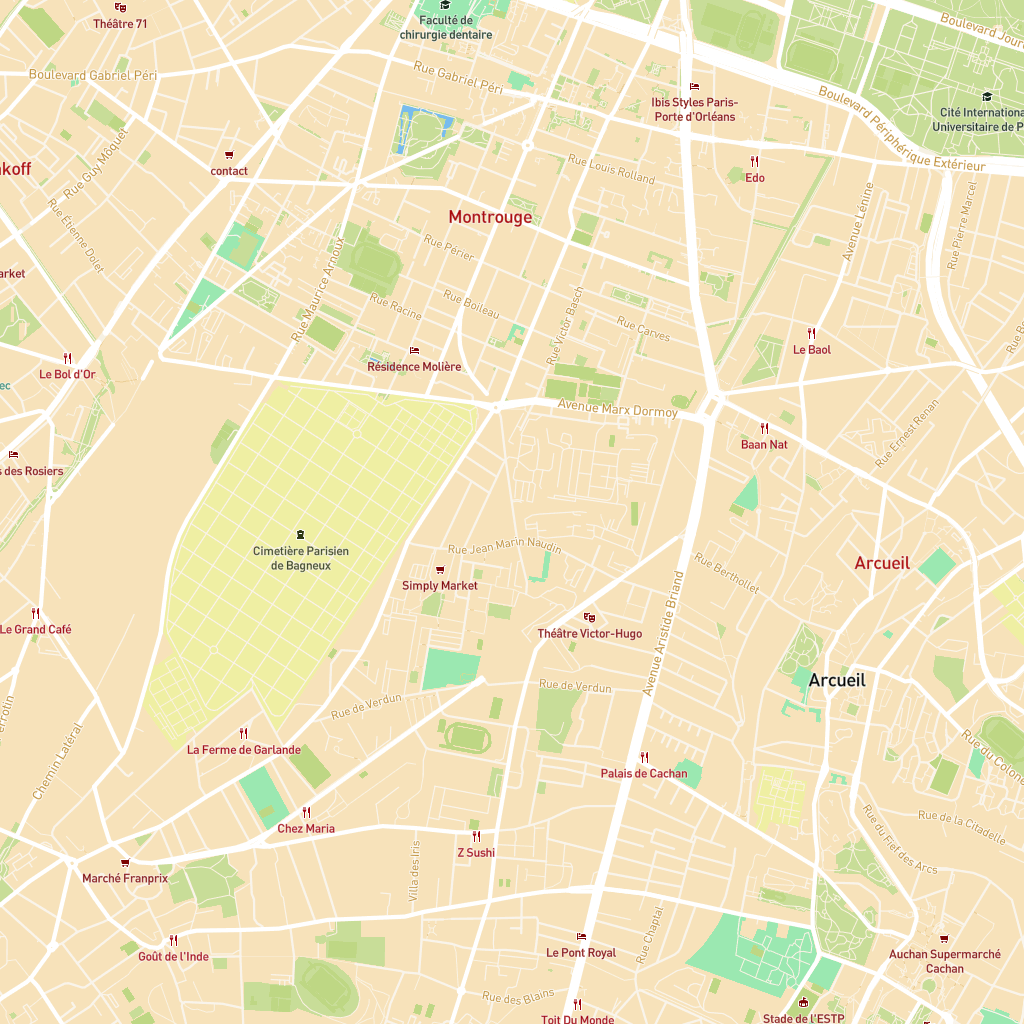 Théâtre 71
Faculté de
chirurgie dentaire
Boulevard Jour
Boulevard Gabriel Péri
Rue Gabriel Péri
Ibis Styles Paris-
Porte d'Orléans
Boulevard Périphérique Extérieur
Cité Internationa
Universitaire de P
Rue Guy Môquet
contact
akoff
Rue Louis Rolland
Edo
Rue Étienne Dolet
Montrouge
Avenue Lénine
Rue Pierre Marcel
Rue Périer
Rue Maurice Arnoux
arket
Rue Racine
Rue Boileau
Rue Victor Basch
Rue Carves
Le Baol
Rue B
Le Bol d'Or
Résidence Molière
ec
Avenue Marx Dormoy
Baan Nat
Rue Ernest Renan
s des Rosiers
Cimetière Parisien
de Bagneux
Rue Jean Marin Naudin
Simply Market
Rue Berthollet
Arcueil
Le Grand Café
Théâtre Victor-Hugo
Avenue Aristide Briand
Arcueil
Rue de Verdun
Rue de Verdun
errotin
Chemin Latéral
La Ferme de Garlande
Palais de Cachan
Rue du Colone
Chez Maria
Z Sushi
Rue du Fief des Arcs
Rue de la Citadelle
Marché Franprix
Villa des Iris
Goût de l'Inde
Le Pont Royal
Rue Chaptal
Auchan Supermarché
Cachan
Rue des Blains
Toit Du Monde
Stade de l'ESTP